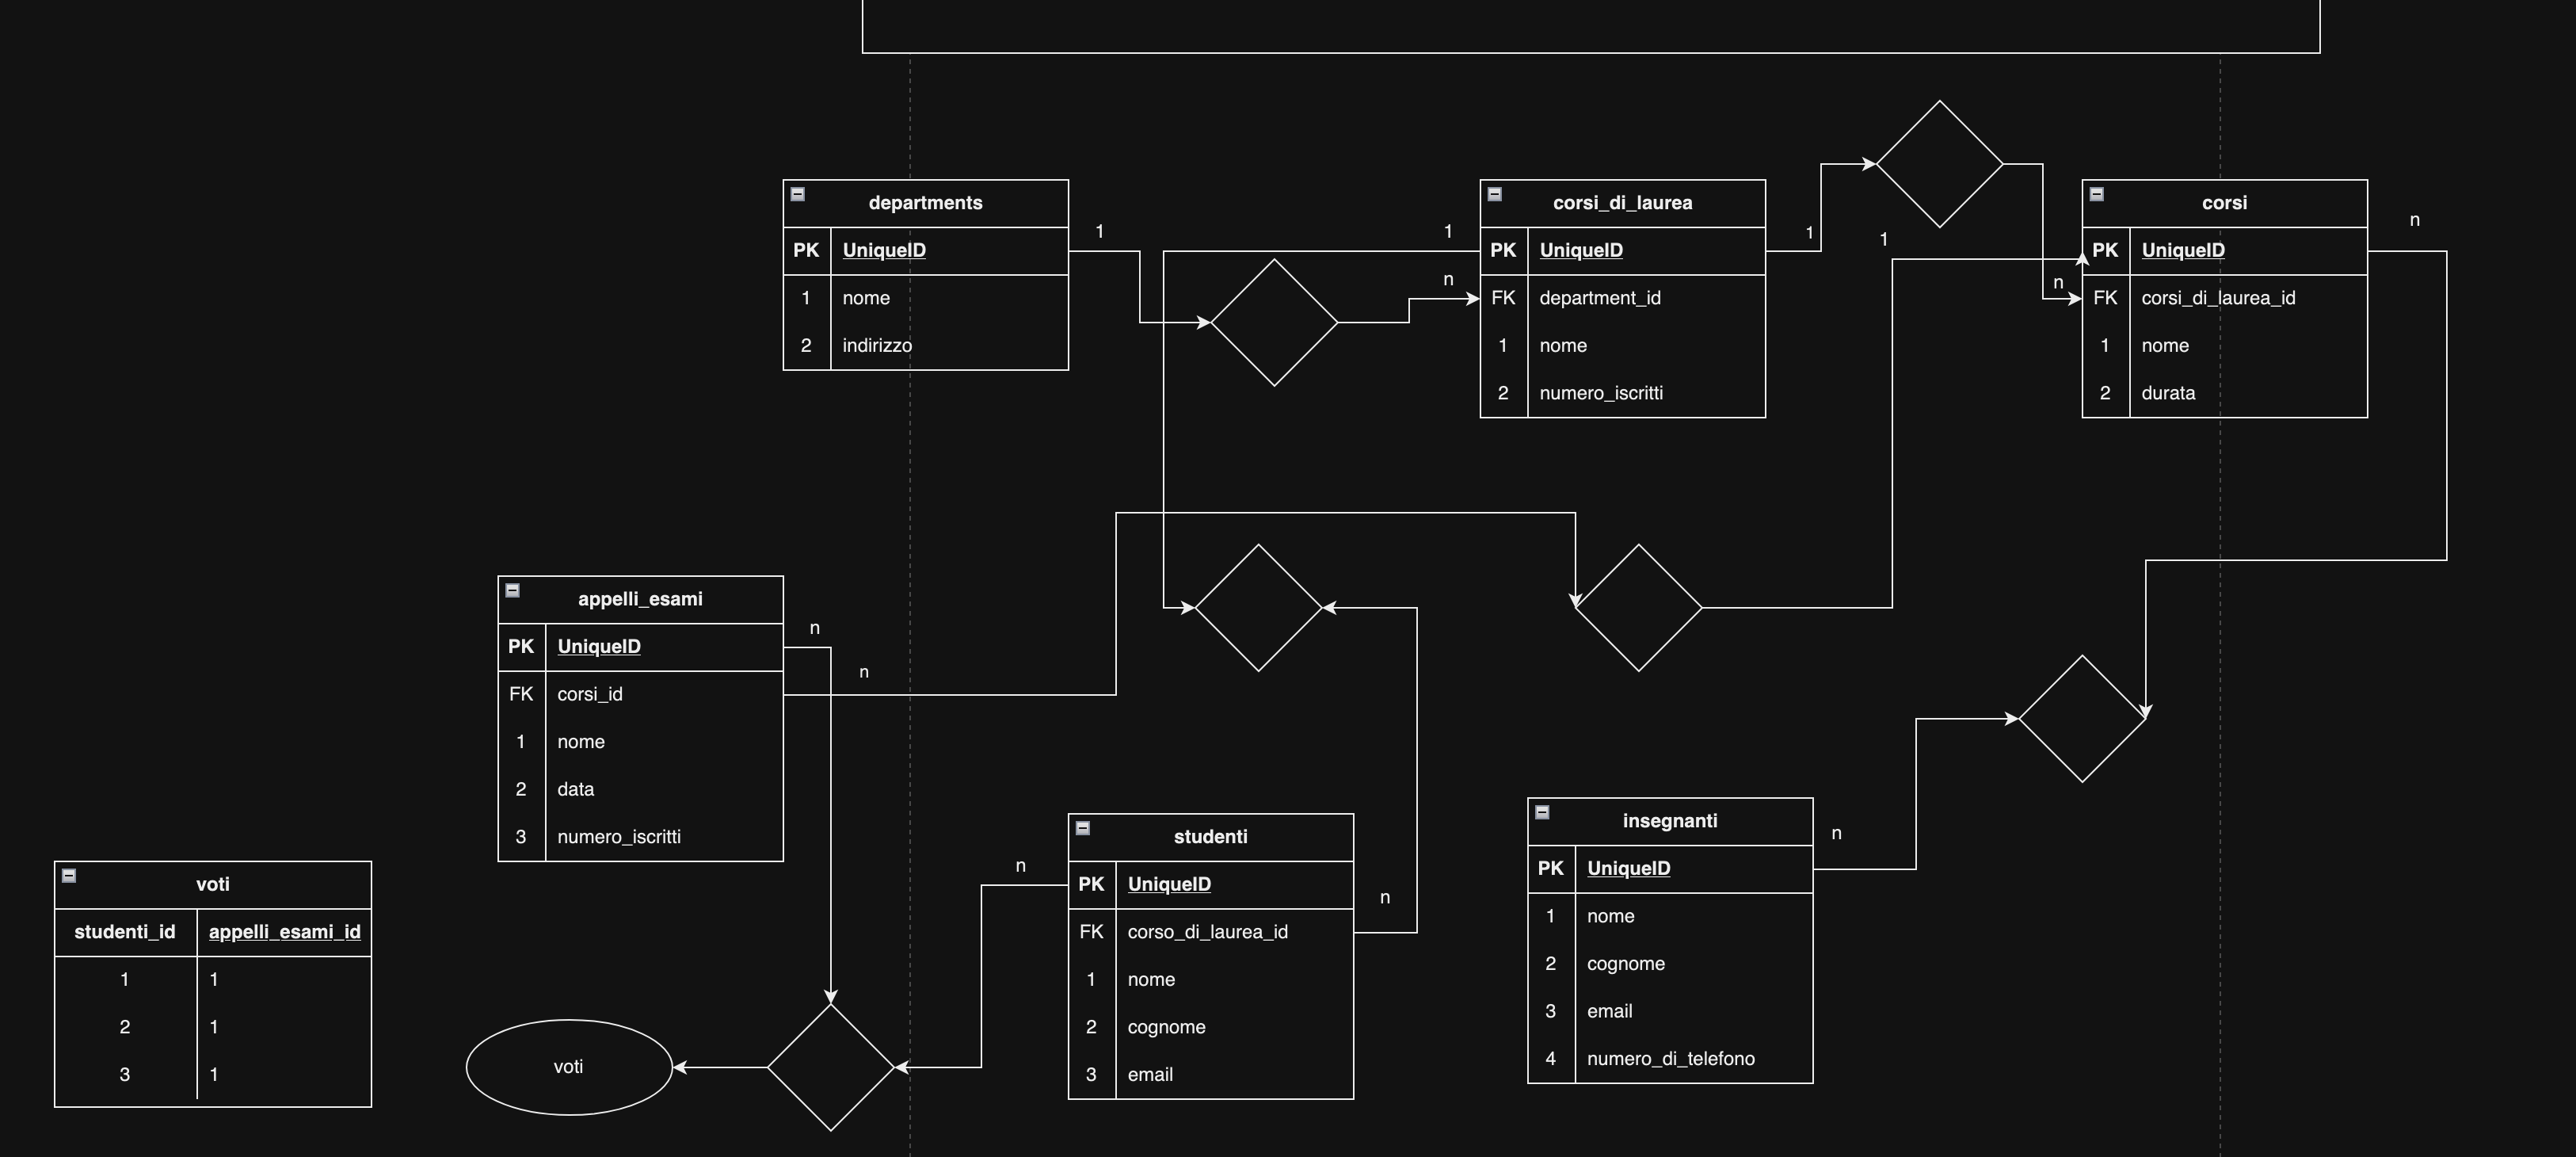 departments
PK UniqueID
1 nome
2 indirizzo
1
1
n
corsi_di_laurea
PK UniqueID
FK department_id
1 nome
2 numero_iscritti
1
1
n
corsi
PK UniqueID
FK corsi_di_laurea_id
1 nome
2 durata
n
appelli_esami
PK UniqueID
FK corsi_id
1 nome
2 data
3 numero_iscritti
n
n
voti
studenti_id appelli_esami_id
1 1
2 1
3 1
voti
n
studenti
PK UniqueID
FK corso_di_laurea_id
1 nome
2 cognome
3 email
n
insegnanti
PK UniqueID
1 nome
2 cognome
3 email
4 numero_di_telefono
n